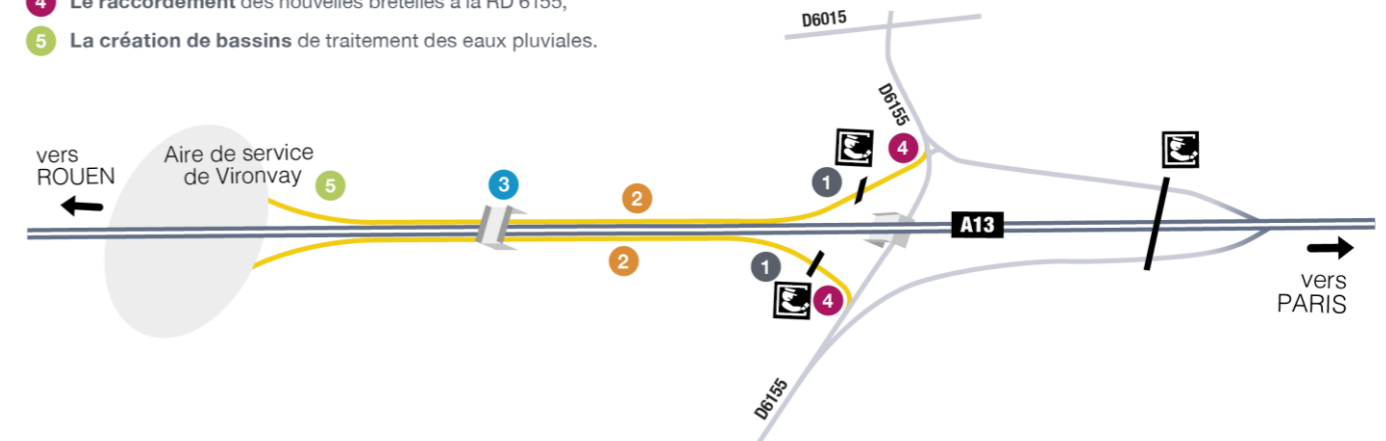 4 Le raccordement des nouvelles bretelles à la RD 6155,
5 La création de bassins de traitement des eaux pluviales.
D6015
D6155
vers
ROUEN
Aire de service
de Vironvay
5
3
2
1
4
A13
2
1
4
vers
PARIS
D6155